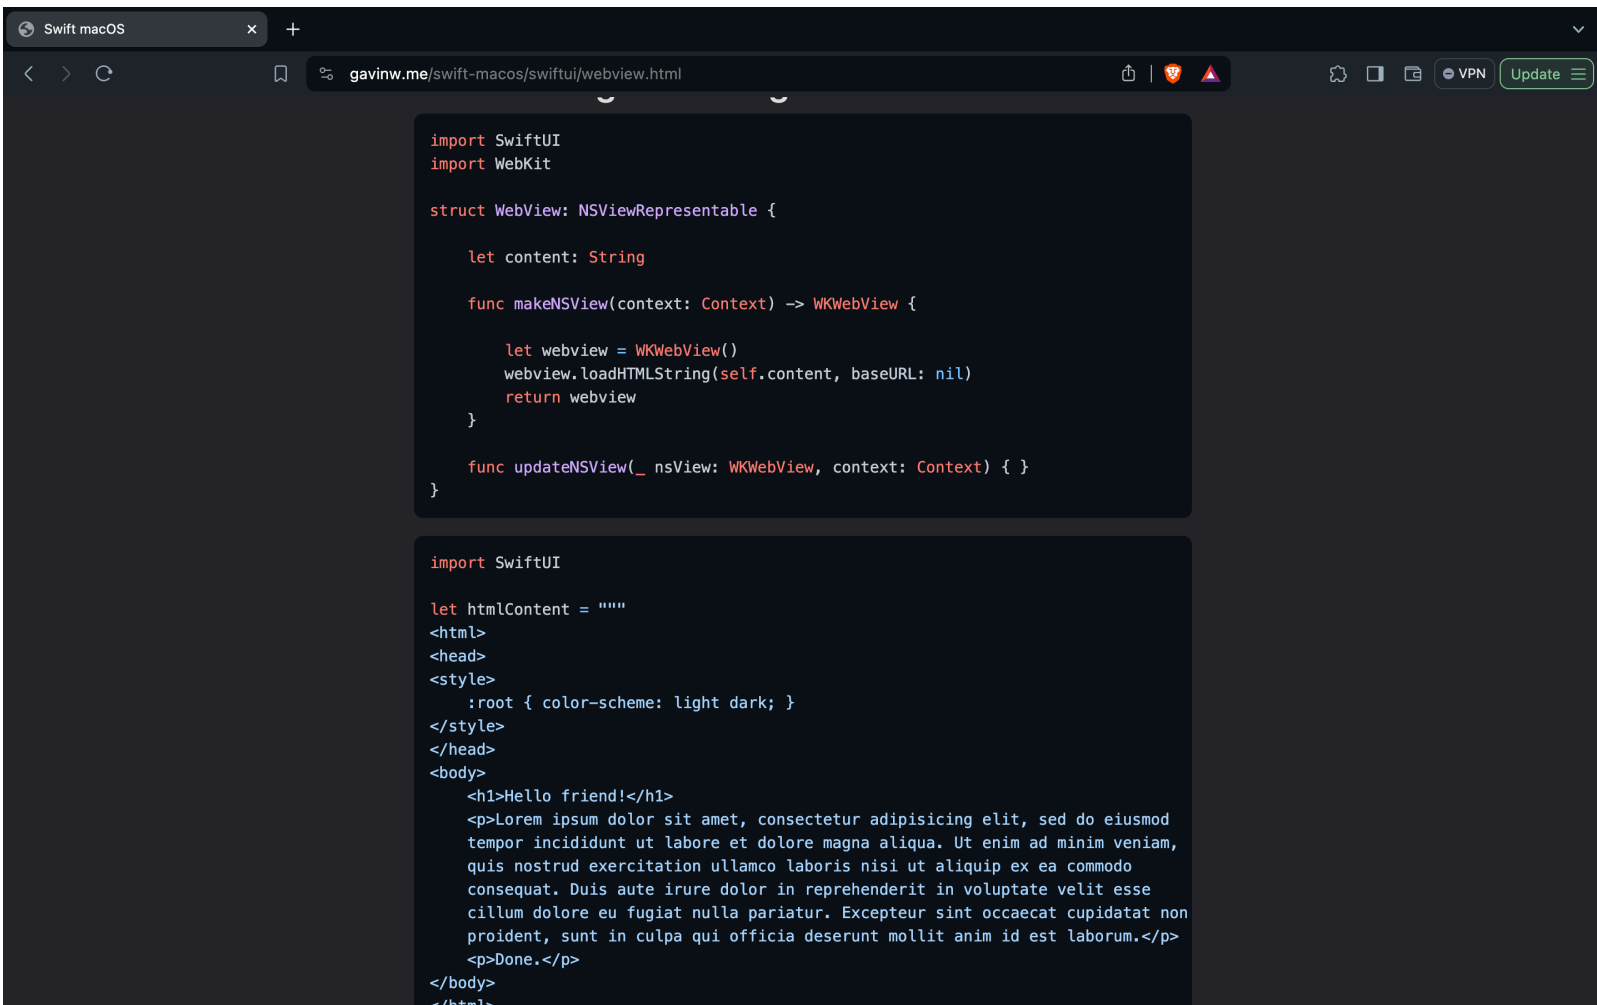 Swift macOS
gavinw.me/swift-macos/swiftui/webview.html
VPN
Update
import SwiftUI
import WebKit
struct WebView: NSViewRepresentable {
    let content: String
    func makeNSView(context: Context) -> WKWebView {
        let webview = WKWebView()
        webview.loadHTMLString(self.content, baseURL: nil)
        return webview
    }
    func updateNSView(_ nsView: WKWebView, context: Context) { }
}
import SwiftUI
let htmlContent = """
<html>
<head>
<style>
    :root { color-scheme: light dark; }
</style>
</head>
<body>
    <h1>Hello friend!</h1>
    <p>Lorem ipsum dolor sit amet, consectetur adipisicing elit, sed do eiusmod
    tempor incididunt ut labore et dolore magna aliqua. Ut enim ad minim veniam,
    quis nostrud exercitation ullamco laboris nisi ut aliquip ex ea commodo
    consequat. Duis aute irure dolor in reprehenderit in voluptate velit esse
    cillum dolore eu fugiat nulla pariatur. Excepteur sint occaecat cupidatat non
    proident, sunt in culpa qui officia deserunt mollit anim id est laborum.</p>
    <p>Done.</p>
</body>
</html>